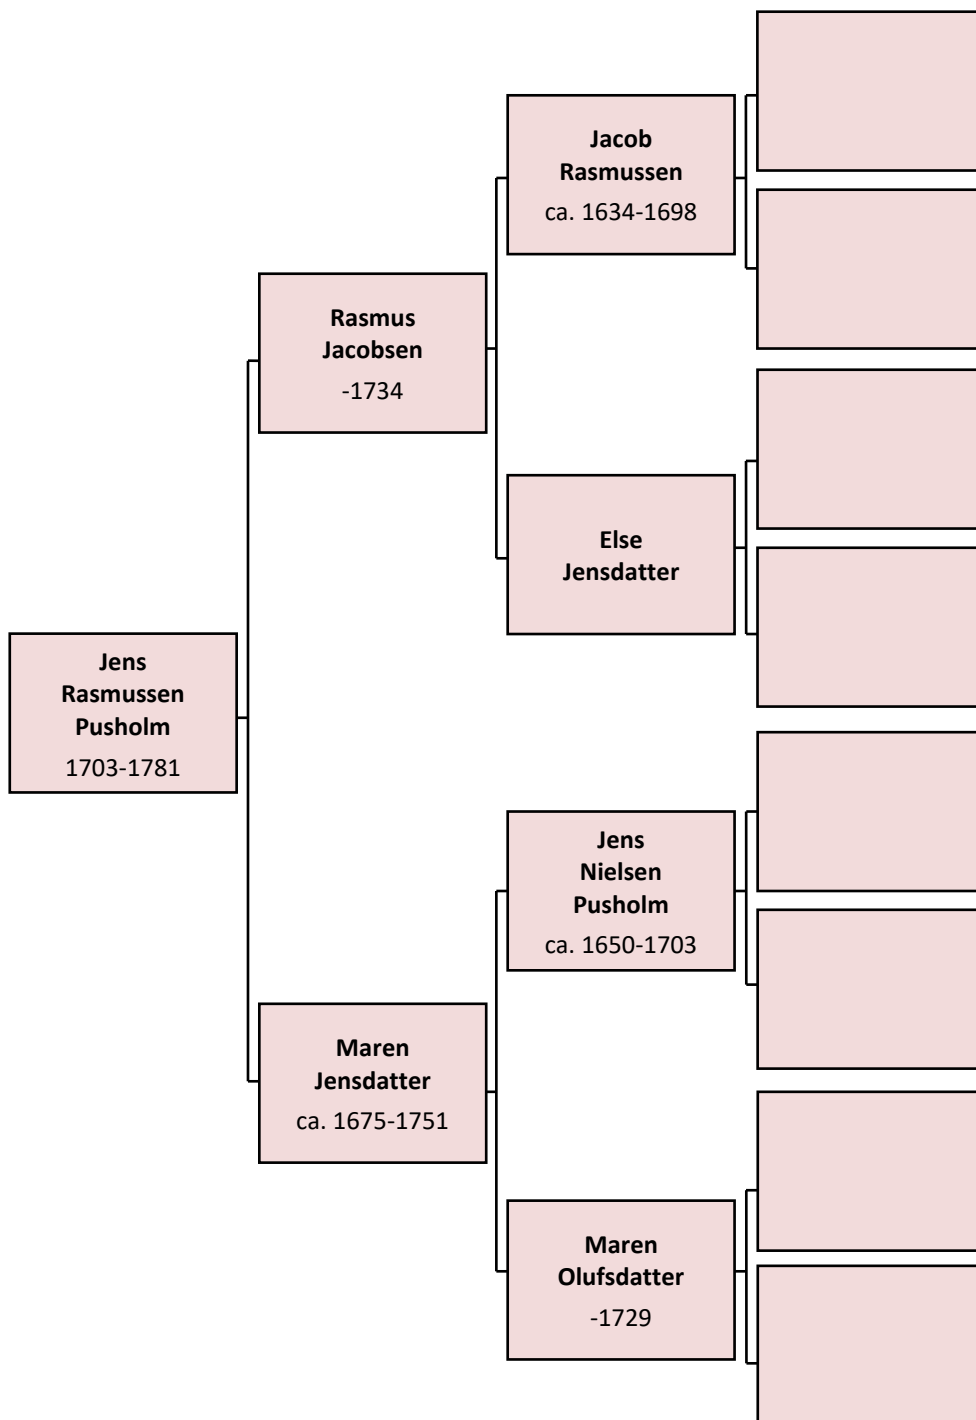 Jacob
Rasmussen
ca. 1634-1698
Rasmus
Jacobsen
-1734
Else
Jensdatter
Jens
Rasmussen
Pusholm
1703-1781
Jens
Nielsen
Pusholm
ca. 1650-1703
Maren
Jensdatter
ca. 1675-1751
Maren
Olufsdatter
-1729